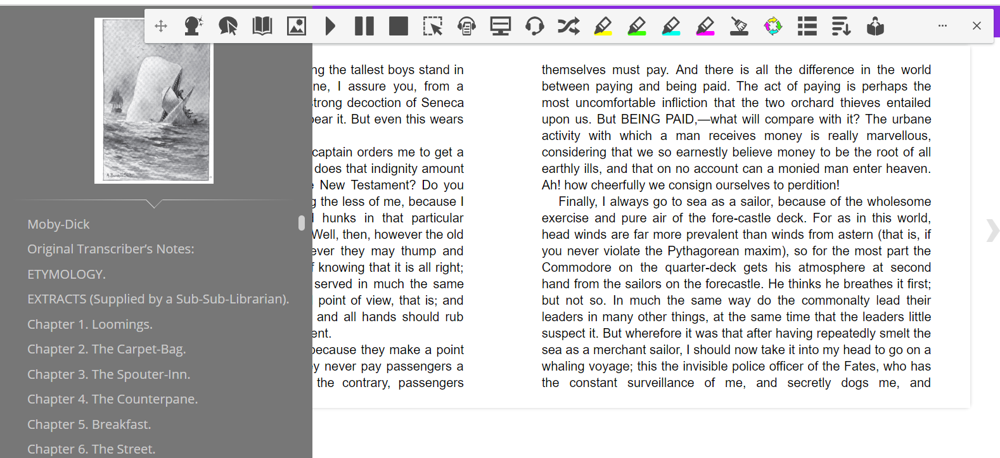 Moby-Dick
Original Transcriber’s Notes:
ETYMOLOGY.
EXTRACTS (Supplied by a Sub-Sub-Librarian).
Chapter 1. Loomings.
Chapter 2. The Carpet-Bag.
Chapter 3. The Spouter-Inn.
Chapter 4. The Counterpane.
Chapter 5. Breakfast.
Chapter 6. The Street.
the tallest boys stand in
I assure you, from a
strong decoction of Seneca
bear it. But even this wears
captain orders me to get a
does that indignity amount
New Testament? Do you
the less of me, because I
hunks in that particular
Well, then, however the old
ever they may thump and
knowing that it is all right;
served in much the same
point of view, that is; and
and all hands should rub
ent.
because they make a point
never pay passengers a
the contrary, passengers
themselves must pay. And there is all the difference in the world
between paying and being paid. The act of paying is perhaps the
most uncomfortable infliction that the two orchard thieves entailed
upon us. But BEING PAID,—what will compare with it? The urbane
activity with which a man receives money is really marvellous,
considering that we so earnestly believe money to be the root of all
earthly ills, and that on no account can a monied man enter heaven.
Ah! how cheerfully we consign ourselves to perdition!
Finally, I always go to sea as a sailor, because of the wholesome
exercise and pure air of the fore-castle deck. For as in this world,
head winds are far more prevalent than winds from astern (that is, if
you never violate the Pythagorean maxim), so for the most part the
Commodore on the quarter-deck gets his atmosphere at second
hand from the sailors on the forecastle. He thinks he breathes it first;
but not so. In much the same way do the commonalty lead their
leaders in many other things, at the same time that the leaders little
suspect it. But wherefore it was that after having repeatedly smelt the
sea as a merchant sailor, I should now take it into my head to go on a
whaling voyage; this the invisible police officer of the Fates, who has
the constant surveillance of me, and secretly dogs me, and